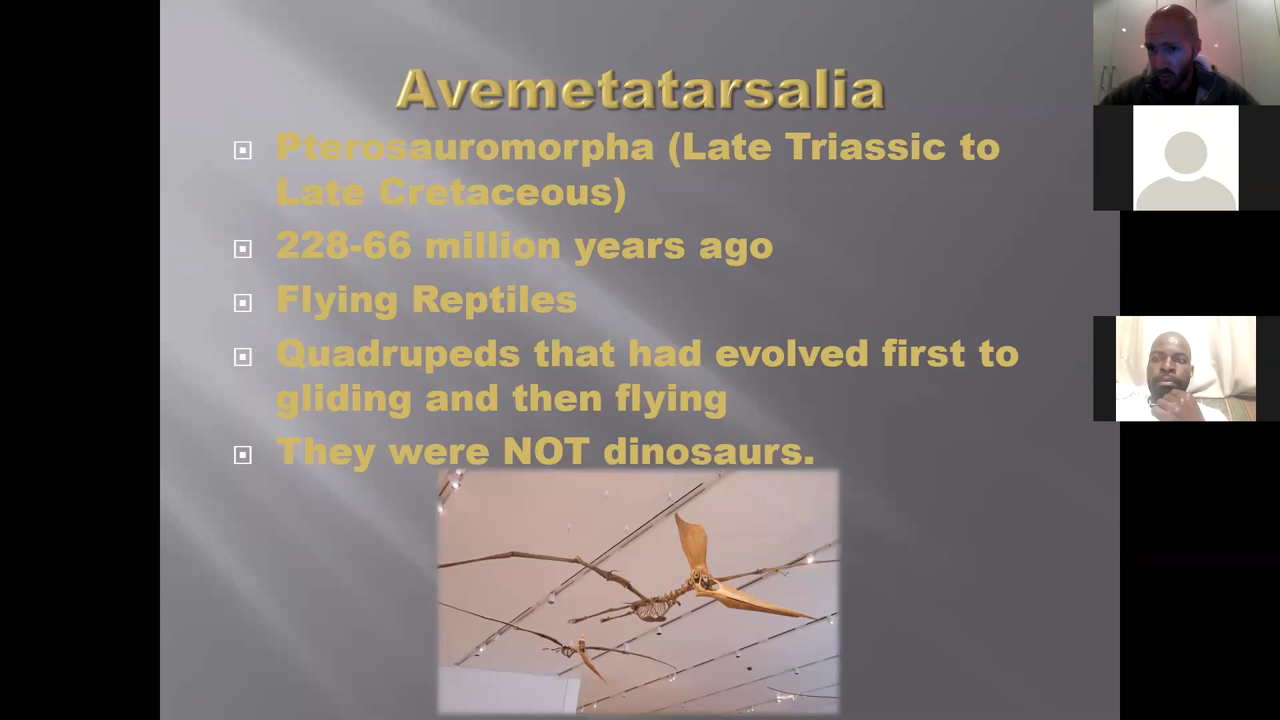 Avemetatarsalia
Pterosauromorpha (Late Triassic to
Late Cretaceous)
228-66 million years ago
Flying Reptiles
Quadrupeds that had evolved first to
gliding and then flying
They were NOT dinosaurs.